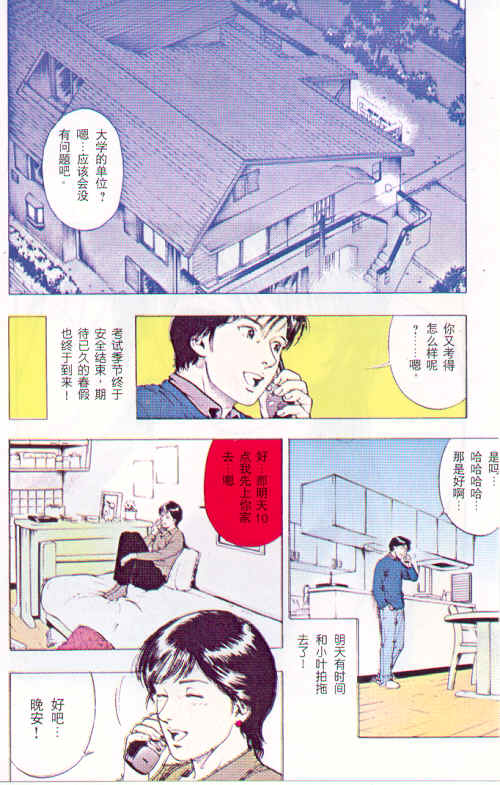 大学的单位?
嗯…应该会没
有问题吧。
你又考得
怎么样呢
?……嗯。
考试季节终于
安全结束，期
待已久的春假
也终于到来!
是吗…
哈哈哈哈…
那是好啊…
明天有时间
和小叶拍拖
去了!
好…那明天10
点我先上你家
去…嗯
好吧…
晚安!